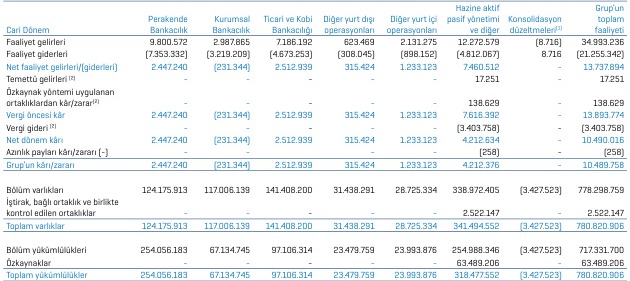 Hazine aktif Grup'un
Perakende Kurumsal Ticari ve Kobi Diğer yurt dışı Diğer yurt içi pasif yönetimi Konsolidasyon toplam
Cari Dönem Bankacılık Bankacılık Bankacılığı operasyonları operasyonları ve diğer düzeltmeleri(1) faaliyeti
Faaliyet gelirleri 9.800.572 2.987.865 7.186.192 623.469 2.131.275 12.272.579 (8.716) 34.993.236
Faaliyet giderleri (7.353.332) (3.219.209) (4.673.253) (308.045) (898.152) (4.812.067) 8.716 (21.255.342)
Net faaliyet gelirleri/(giderleri) 2.447.240 (231.344) 2.512.939 315.424 1.233.123 7.460.512 - 13.737.894
Temettü gelirleri (2) - - - - - 17.251 - 17.251
Özkaynak yöntemi uygulanan
ortaklıklardan kâr/zarar(2) - - - - - 138.629 - 138.629
Vergi öncesi kâr 2.447.240 (231.344) 2.512.939 315.424 1.233.123 7.616.392 - 13.893.774
Vergi gideri (2) - - - - - (3.403.758) - (3.403.758)
Net dönem kârı 2.447.240 (231.344) 2.512.939 315.424 1.233.123 4.212.634 - 10.490.016
Azınlık payları kârı/zararı (-) - - - - - (258) - (258)
Grup'un kârı/zararı 2.447.240 (231.344) 2.512.939 315.424 1.233.123 4.212.376 - 10.489.758
Bölüm varlıkları 124.175.913 117.006.139 141.408.200 31.438.291 28.725.334 338.972.405 (3.427.523) 778.298.759
İştirak, bağlı ortaklık ve birlikte
kontrol edilen ortaklıklar - - - - - 2.522.147 - 2.522.147
Toplam varlıklar 124.175.913 117.006.139 141.408.200 31.438.291 28.725.334 341.494.552 (3.427.523) 780.820.906
Bölüm yükümlülükleri 254.056.183 67.134.745 97.106.314 23.479.759 23.993.876 254.988.346 (3.427.523) 717.331.700
Özkaynaklar - - - - - 63.489.206 - 63.489.206
Toplam yükümlülükler 254.056.183 67.134.745 97.106.314 23.479.759 23.993.876 318.477.552 (3.427.523) 780.820.906